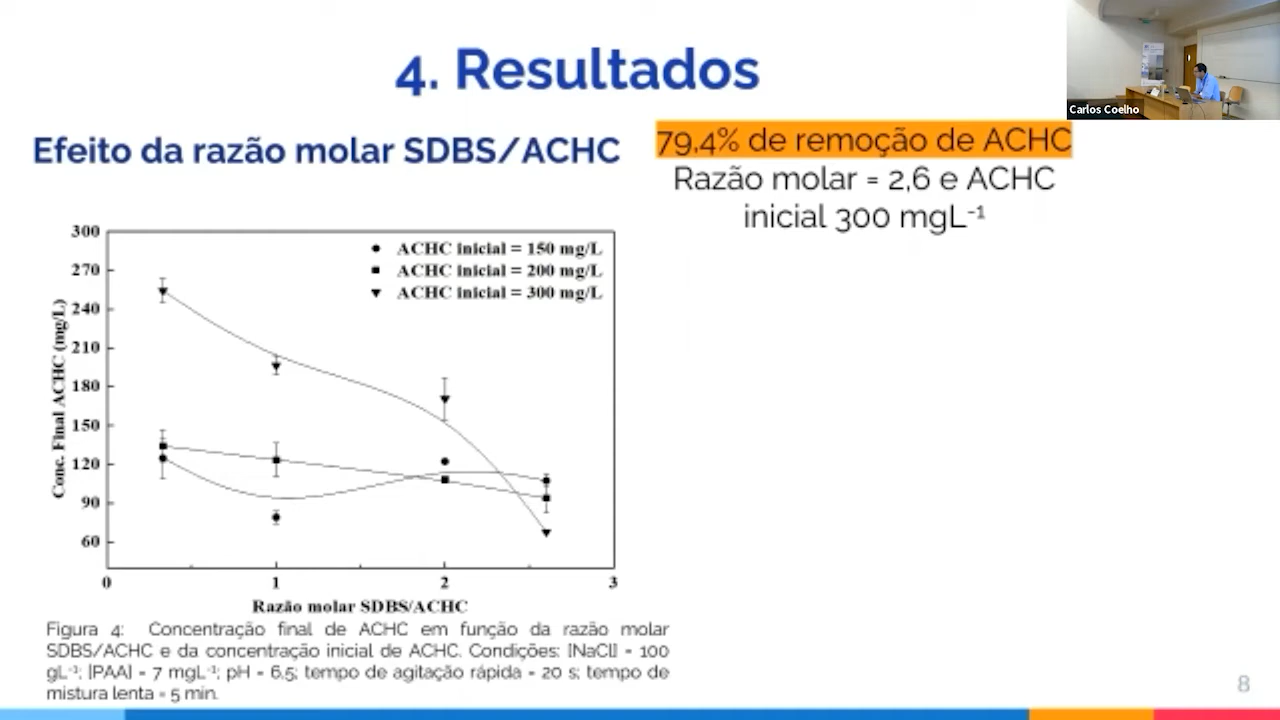 4. Resultados
Carlos Coelho
Efeito da razão molar SDBS/ACHC
79,4% de remoção de ACHC
Razão molar = 2,6 e ACHC
inicial 300 mgL⁻¹
300
270
240
210
180
150
120
90
60
Conc. Final ACHC (mg/L)
ACHC inicial = 150 mg/L
ACHC inicial = 200 mg/L
ACHC inicial = 300 mg/L
0 1 2 3
Razão molar SDBS/ACHC
Figura 4: Concentração final de ACHC em função da razão molar
SDBS/ACHC e da concentração inicial de ACHC. Condições: [NaCl] = 100
gL⁻¹; [PAA] = 7 mgL⁻¹; pH = 6,5; tempo de agitação rápida = 20 s; tempo de
mistura lenta = 5 min.
8